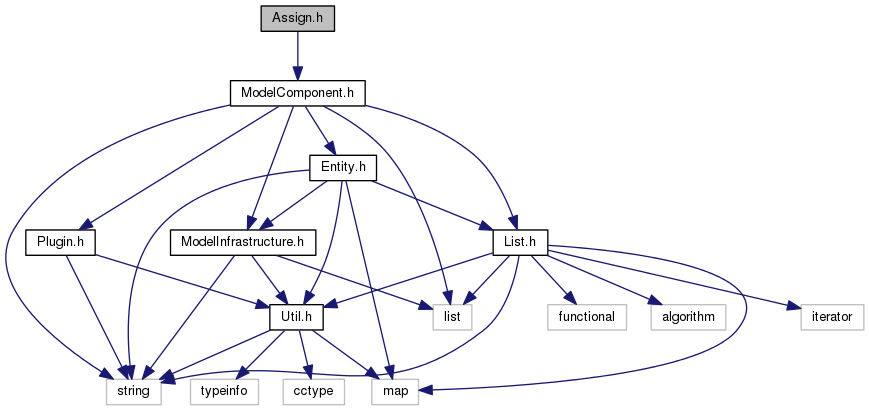 Assign.h
ModelComponent.h
Entity.h
Plugin.h
ModelInfrastructure.h
List.h
Util.h
list
functional
algorithm
iterator
string
typeinfo
cctype
map